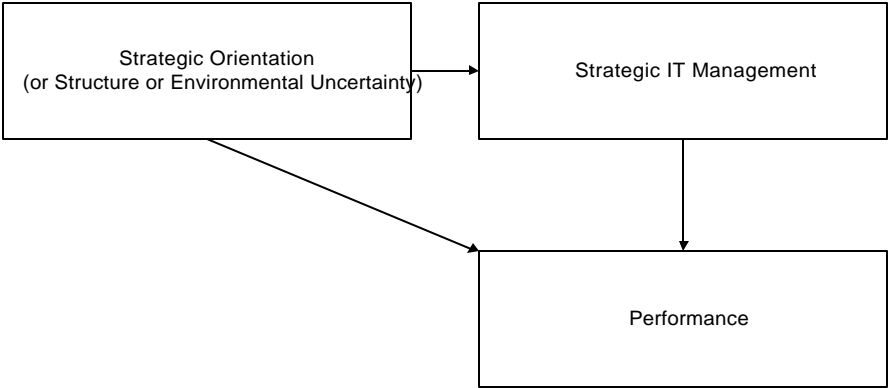 Strategic Orientation
(or Structure or Environmental Uncertainty)
Strategic IT Management
Performance